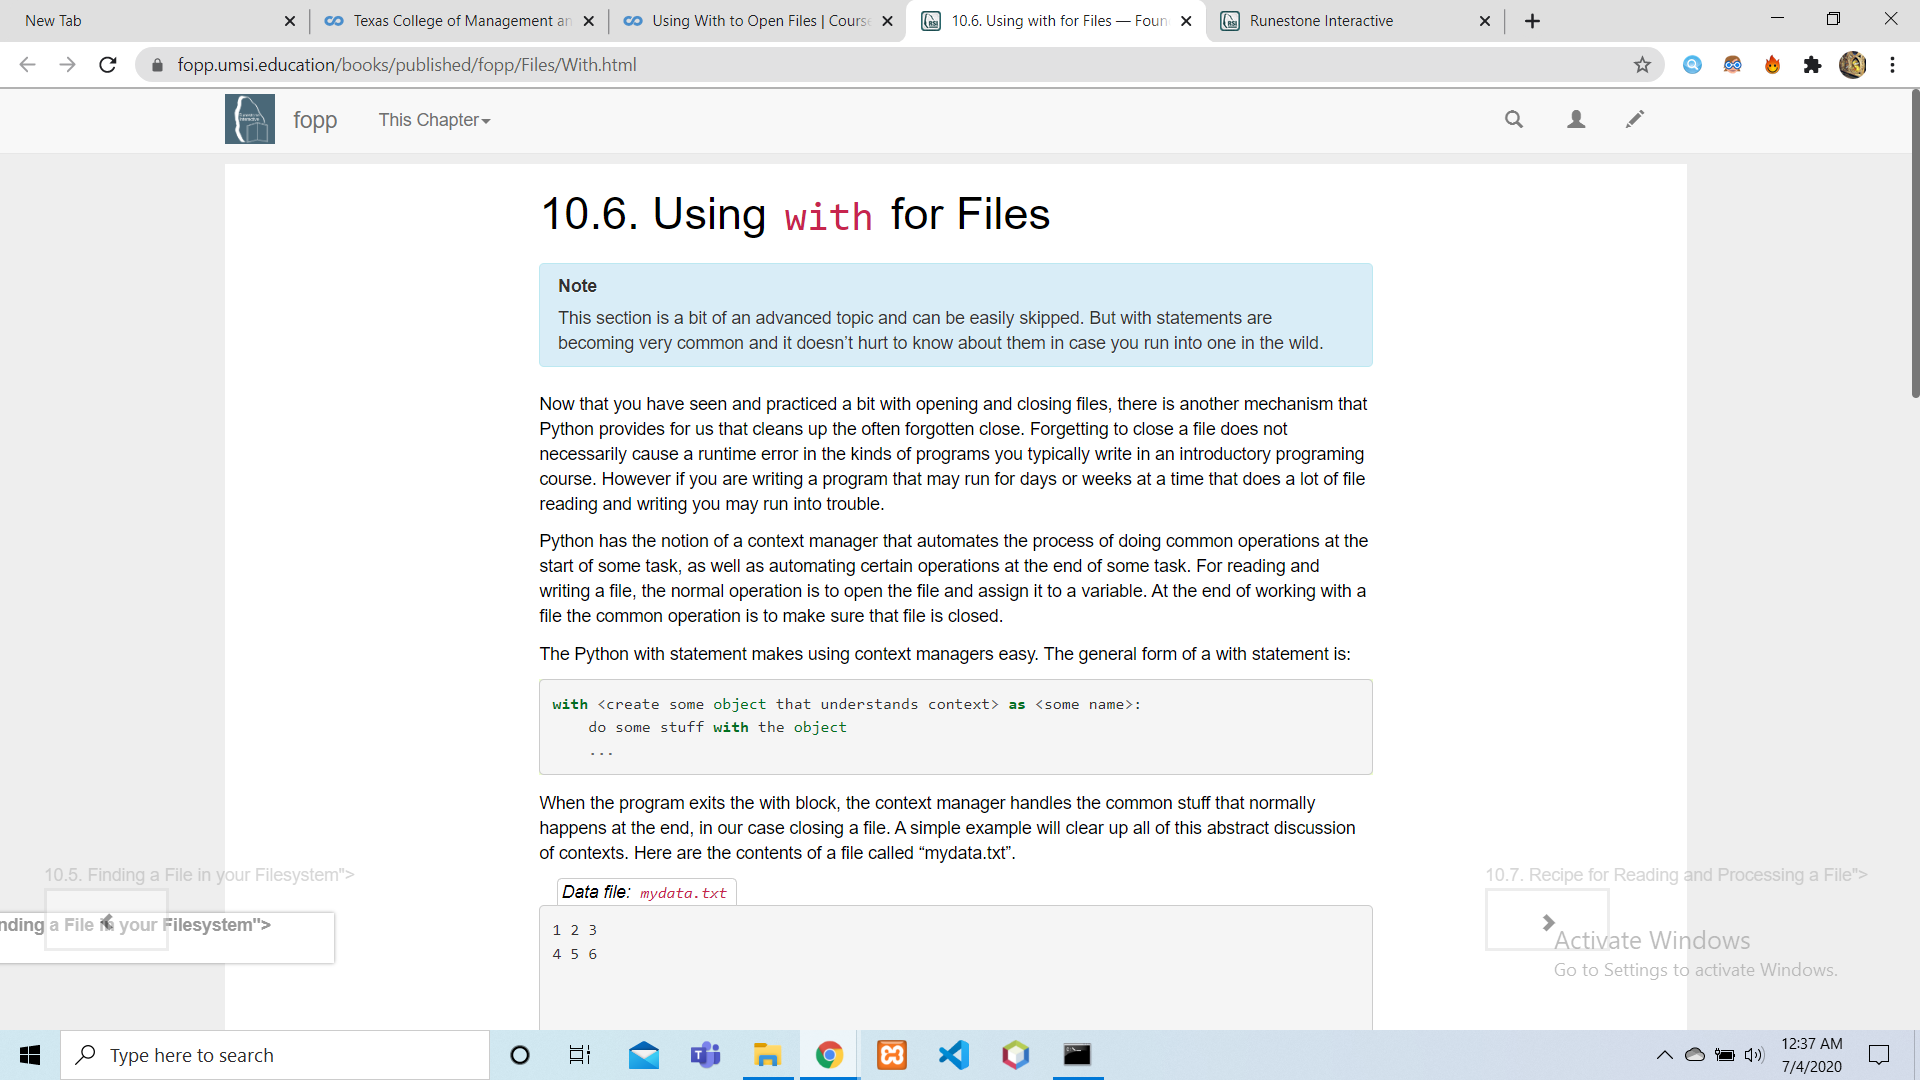 New Tab
Texas College of Management an
Using With to Open Files | Course
10.6. Using with for Files — Foun
Runestone Interactive
fopp.umsi.education/books/published/fopp/Files/With.html
fopp
This Chapter
10.6. Using with for Files
Note
This section is a bit of an advanced topic and can be easily skipped. But with statements are
becoming very common and it doesn’t hurt to know about them in case you run into one in the wild.
Now that you have seen and practiced a bit with opening and closing files, there is another mechanism that
Python provides for us that cleans up the often forgotten close. Forgetting to close a file does not
necessarily cause a runtime error in the kinds of programs you typically write in an introductory programing
course. However if you are writing a program that may run for days or weeks at a time that does a lot of file
reading and writing you may run into trouble.
Python has the notion of a context manager that automates the process of doing common operations at the
start of some task, as well as automating certain operations at the end of some task. For reading and
writing a file, the normal operation is to open the file and assign it to a variable. At the end of working with a
file the common operation is to make sure that file is closed.
The Python with statement makes using context managers easy. The general form of a with statement is:
with <create some object that understands context> as <some name>:
do some stuff with the object
...
When the program exits the with block, the context manager handles the common stuff that normally
happens at the end, in our case closing a file. A simple example will clear up all of this abstract discussion
of contexts. Here are the contents of a file called “mydata.txt”.
10.5. Finding a File in your Filesystem">
10.7. Recipe for Reading and Processing a File">
Data file: mydata.txt
nding a File in your Filesystem">
1 2 3
4 5 6
Activate Windows
Go to Settings to activate Windows.
Type here to search
12:37 AM
7/4/2020